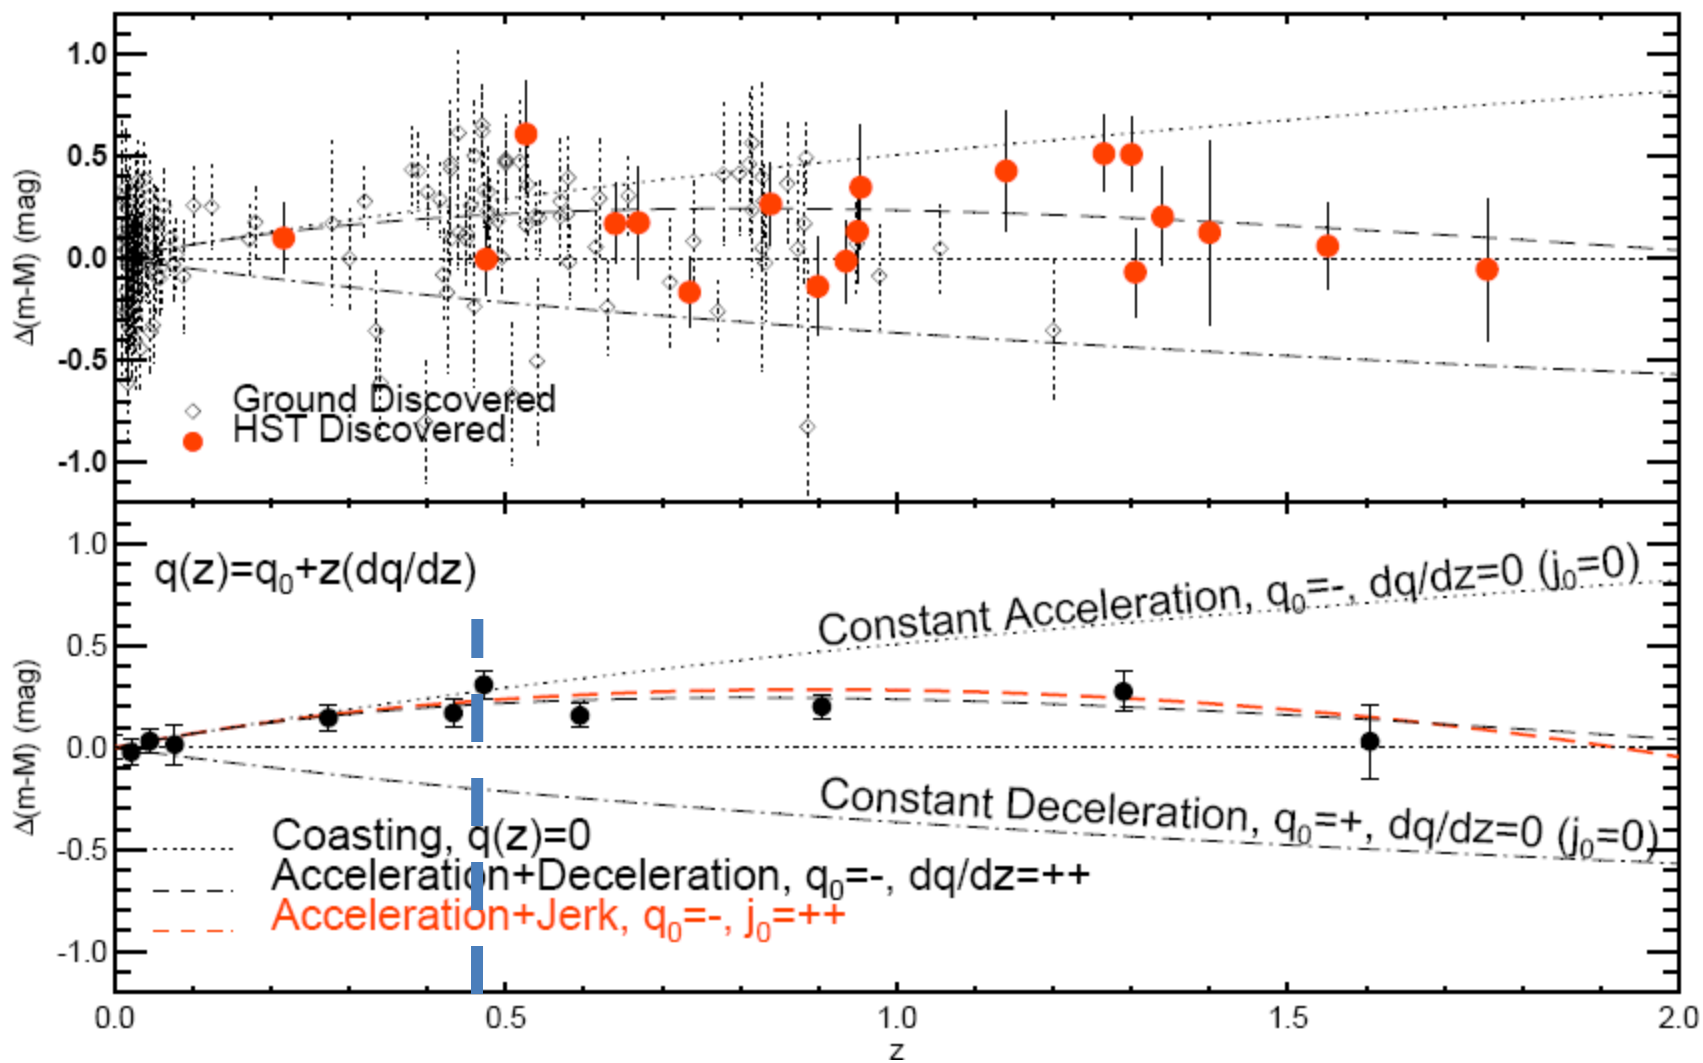 1.0
0.5
0.0
-0.5
-1.0
Δ(m-M) (mag)
Ground Discovered
HST Discovered
1.0
0.5
0.0
-0.5
-1.0
Δ(m-M) (mag)
q(z)=q₀+z(dq/dz)
Constant Acceleration, q₀=-, dq/dz=0 (j₀=0)
Constant Deceleration, q₀=+, dq/dz=0 (j₀=0)
Coasting, q(z)=0
Acceleration+Deceleration, q₀=-, dq/dz=++
Acceleration+Jerk, q₀=-, j₀=++
0.0 0.5 1.0 1.5 2.0
z